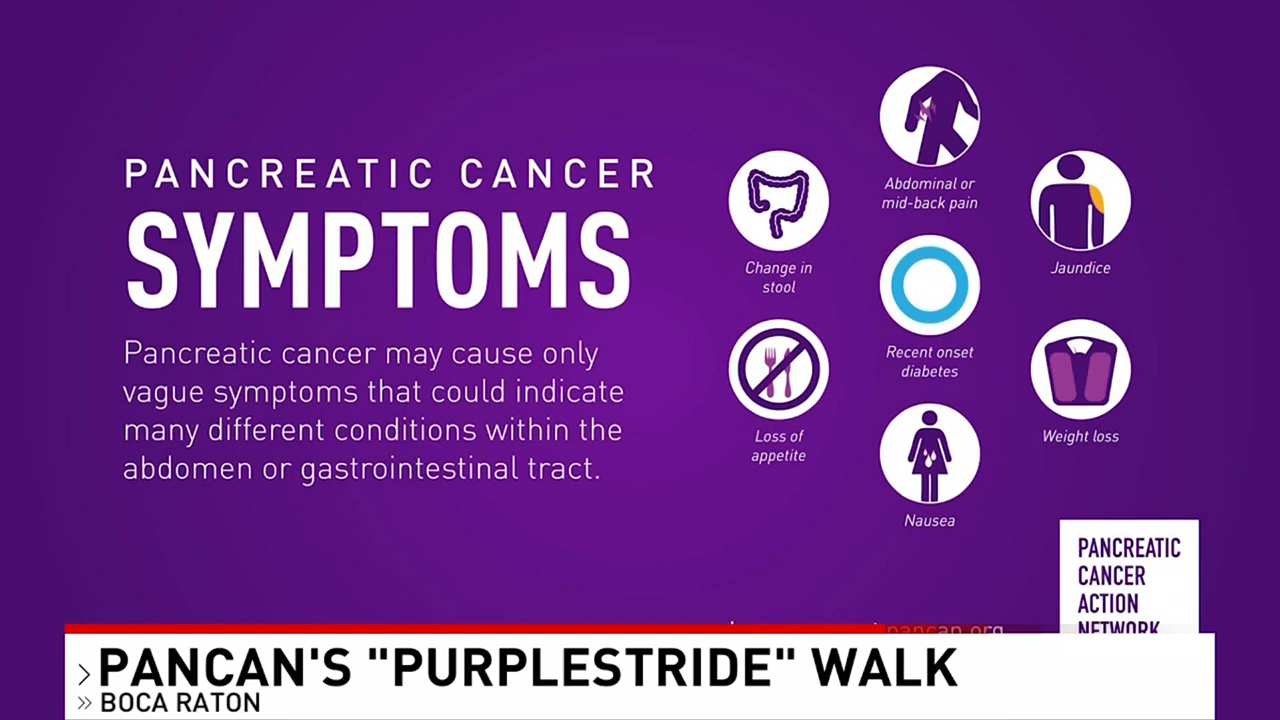 PANCREATIC CANCER
SYMPTOMS
Pancreatic cancer may cause only
vague symptoms that could indicate
many different conditions within the
abdomen or gastrointestinal tract.
Abdominal or
mid-back pain
Change in
stool
Jaundice
Recent onset
diabetes
Loss of
appetite
Weight loss
Nausea
PANCREATIC
CANCER
ACTION
NETWORK
pancan.org
PANCAN'S "PURPLESTRIDE" WALK
BOCA RATON